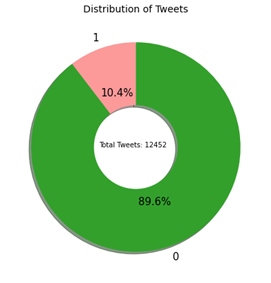 Distribution of Tweets
1
10.4%
Total Tweets: 12452
89.6%
0